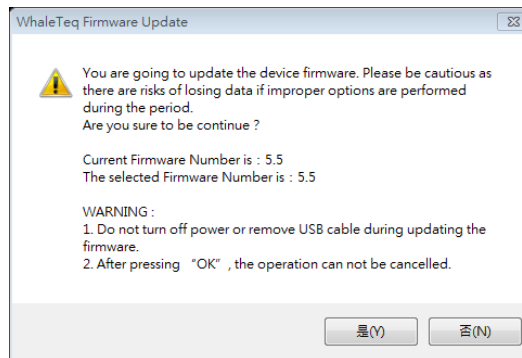 WhaleTeq Firmware Update
You are going to update the device firmware. Please be cautious as
there are risks of losing data if improper options are performed
during the period.
Are you sure to be continue ?
Current Firmware Number is : 5.5
The selected Firmware Number is : 5.5
WARNING :
1. Do not turn off power or remove USB cable during updating the
firmware.
2. After pressing “OK”, the operation can not be cancelled.
是(Y)
否(N)